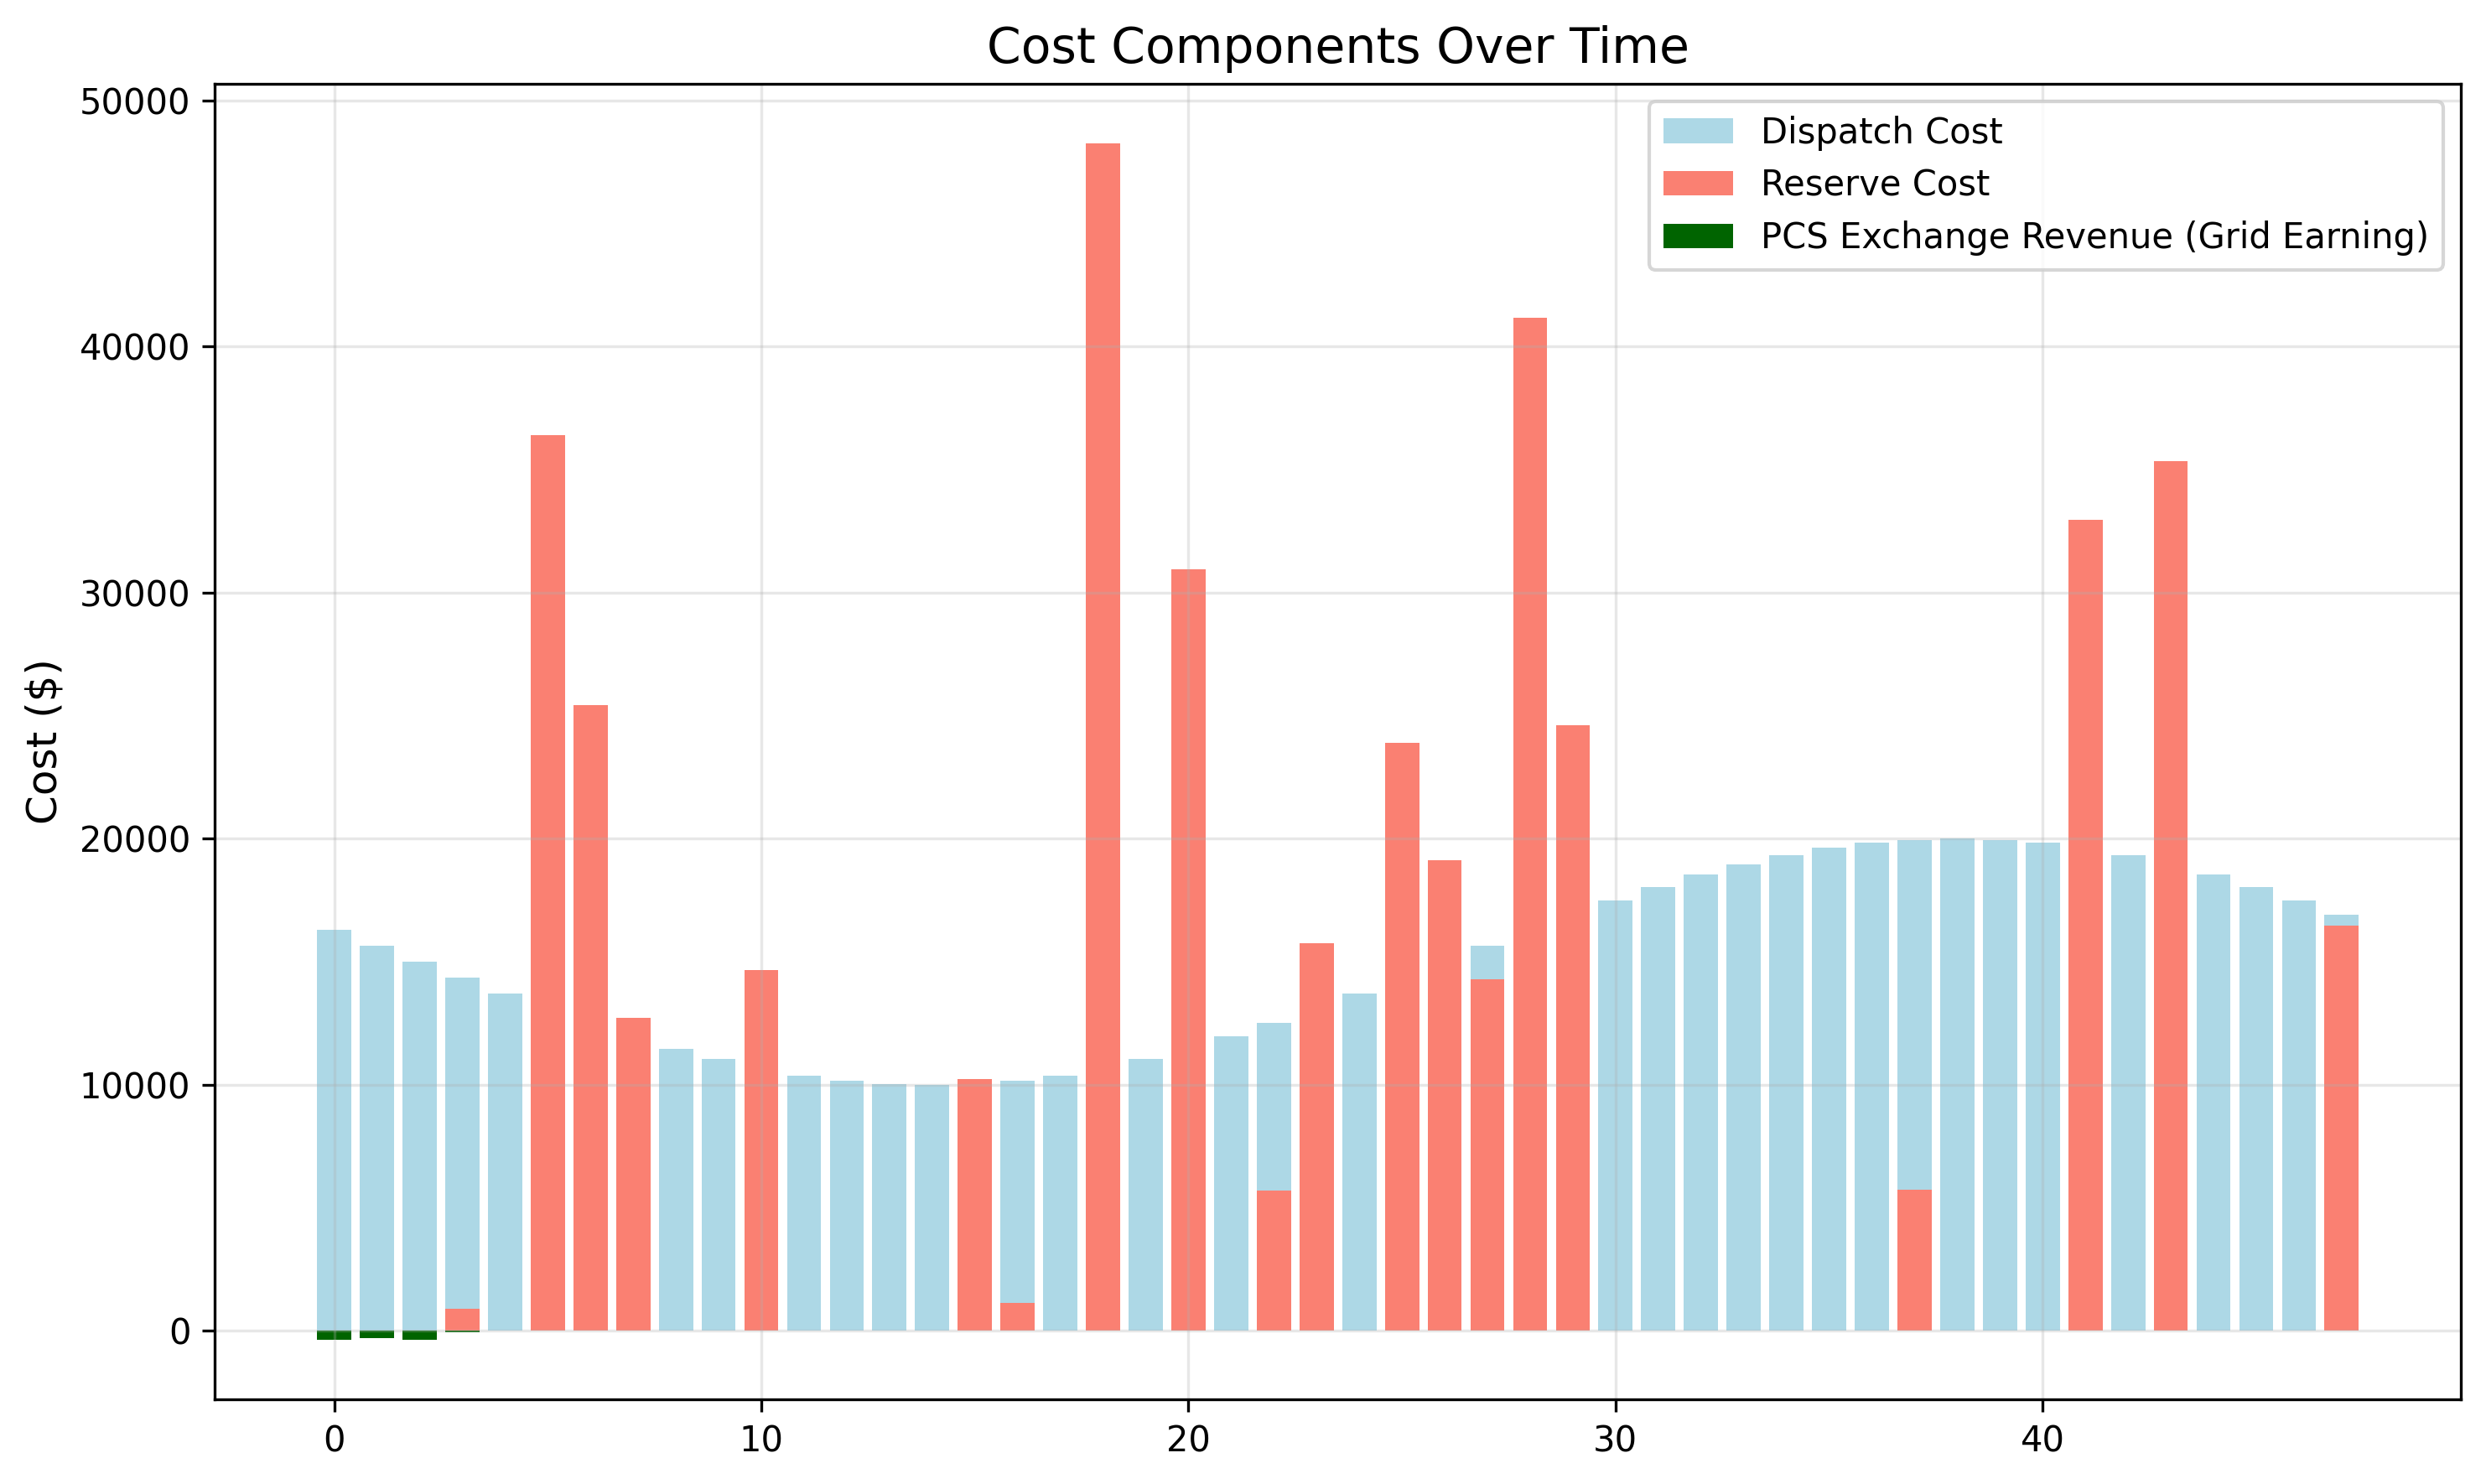 Cost Components Over Time
50000
40000
30000
20000
10000
0
Cost ($)
Dispatch Cost
Reserve Cost
PCS Exchange Revenue (Grid Earning)
0 10 20 30 40